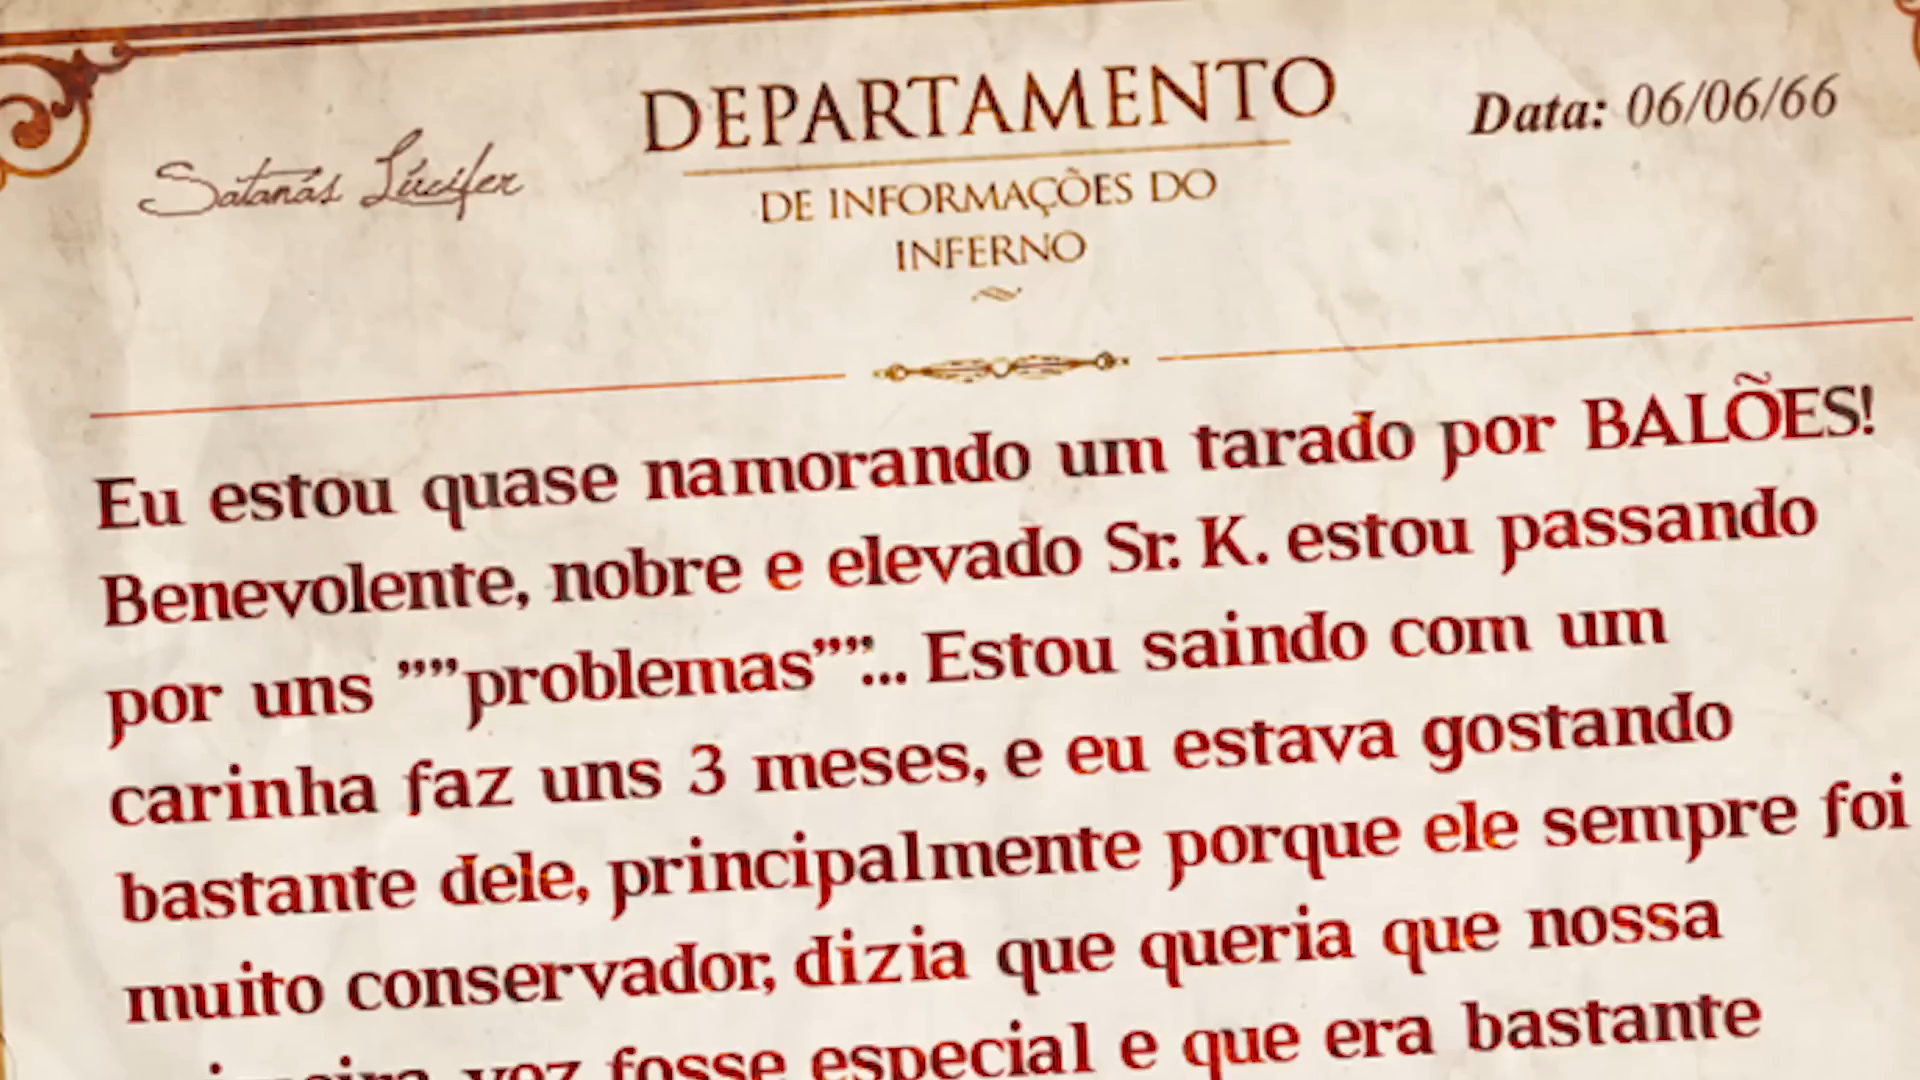 Satanás Lúcifer
DEPARTAMENTO
DE INFORMAÇÕES DO
INFERNO
Data: 06/06/66
Eu estou quase namorando um tarado por BALÕES!
Benevolente, nobre e elevado Sr. K. estou passando
por uns ””problemas””... Estou saindo com um
carinha faz uns 3 meses, e eu estava gostando
bastante dele, principalmente porque ele sempre foi
muito conservador, dizia que queria que nossa
vez fosse especial e que era bastante